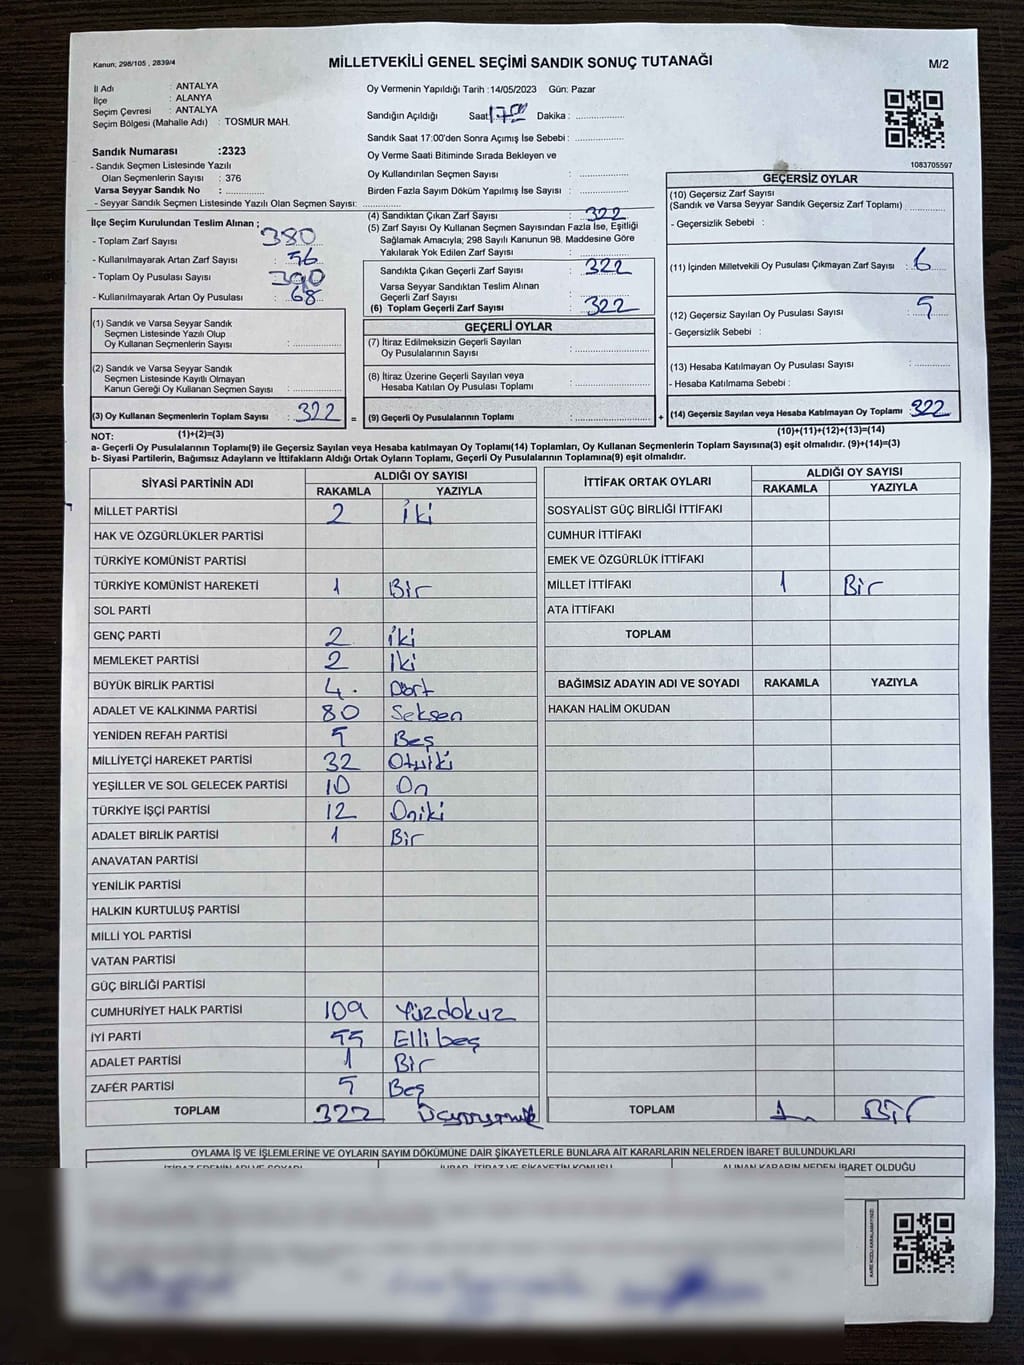 Kanun; 298/105 , 2839/4
MİLLETVEKİLİ GENEL SEÇİMİ SANDIK SONUÇ TUTANAĞI
M/2
İl Adı : ANTALYA
İlçe : ALANYA
Seçim Çevresi : ANTALYA
Seçim Bölgesi (Mahalle Adı) : TOSMUR MAH.
Sandık Numarası :2323
- Sandık Seçmen Listesinde Yazılı
Olan Seçmenlerin Sayısı : 376
Varsa Seyyar Sandık No : ..............
- Seyyar Sandık Seçmen Listesinde Yazılı Olan Seçmen Sayısı: ..............
Oy Vermenin Yapıldığı Tarih :14/05/2023 Gün: Pazar
Sandığın Açıldığı Saat 17:00 Dakika : ..............
Sandık Saat 17:00'den Sonra Açımış İse Sebebi : ..............
Oy Verme Saati Bitiminde Sırada Bekleyen ve
Oy Kullandırılan Seçmen Sayısı : ..............
Birden Fazla Sayım Döküm Yapılmış İse Sayısı : ..............
1083705597
İlçe Seçim Kurulundan Teslim Alınan ;
- Toplam Zarf Sayısı : 380
- Kullanılmayarak Artan Zarf Sayısı : 56
- Toplam Oy Pusulası Sayısı : 390
- Kullanılmayarak Artan Oy Pusulası : 68
(1) Sandık ve Varsa Seyyar Sandık
Seçmen Listesinde Yazılı Olup
Oy Kullanan Seçmenlerin Sayısı : ..............
(2) Sandık ve Varsa Seyyar Sandık
Seçmen Listesinde Kayıtlı Olmayan
Kanun Gereği Oy Kullanan Seçmen Sayısı : ..............
(3) Oy Kullanan Seçmenlerin Toplam Sayısı : 322 =
(1)+(2)=(3)
(4) Sandıktan Çıkan Zarf Sayısı : 322
(5) Zarf Sayısı Oy Kullanan Seçmen Sayısından Fazla İse, Eşitliği
Sağlamak Amacıyla; 298 Sayılı Kanunun 98. Maddesine Göre
Yakılarak Yok Edilen Zarf Sayısı : ..............
Sandıkta Çıkan Geçerli Zarf Sayısı : 322
Varsa Seyyar Sandıktan Teslim Alınan
Geçerli Zarf Sayısı : ..............
(6) Toplam Geçerli Zarf Sayısı : 322
GEÇERLİ OYLAR
(7) İtiraz Edilmeksizin Geçerli Sayılan
Oy Pusulalarının Sayısı : ..............
(8) İtiraz Üzerine Geçerli Sayılan veya
Hesaba Katılan Oy Pusulası Toplamı : ..............
(9) Geçerli Oy Pusulalarının Toplamı : .............. +
GEÇERSİZ OYLAR
(10) Geçersiz Zarf Sayısı
(Sandık ve Varsa Seyyar Sandık Geçersiz Zarf Toplamı) ..............
- Geçersizlik Sebebi :
(11) İçinden Milletvekili Oy Pusulası Çıkmayan Zarf Sayısı : 6
(12) Geçersiz Sayılan Oy Pusulası Sayısı : 5
- Geçersizlik Sebebi :
(13) Hesaba Katılmayan Oy Pusulası Sayısı : ..............
- Hesaba Katılmama Sebebi :
(14) Geçersiz Sayılan veya Hesaba Katılmayan Oy Toplamı : 322
(10)+(11)+(12)+(13)=(14)
NOT:
a- Geçerli Oy Pusulalarının Toplamı(9) ile Geçersiz Sayılan veya Hesaba katılmayan Oy Toplamı(14) Toplamları, Oy Kullanan Seçmenlerin Toplam Sayısına(3) eşit olmalıdır. (9)+(14)=(3)
b- Siyasi Partilerin, Bağımsız Adayların ve İttifakların Aldığı Ortak Oyların Toplamı, Geçerli Oy Pusulalarının Toplamına(9) eşit olmalıdır.
SİYASİ PARTİNİN ADI ALDIĞI OY SAYISI
RAKAMLA YAZIYLA
MİLLET PARTİSİ 2 İki
HAK VE ÖZGÜRLÜKLER PARTİSİ
TÜRKİYE KOMÜNİST PARTİSİ
TÜRKİYE KOMÜNİST HAREKETİ 1 Bir
SOL PARTİ
GENÇ PARTİ 2 İki
MEMLEKET PARTİSİ 2 İki
BÜYÜK BİRLİK PARTİSİ 4. Dört
ADALET VE KALKINMA PARTİSİ 80 Seksen
YENİDEN REFAH PARTİSİ 5 Beş
MİLLİYETÇİ HAREKET PARTİSİ 32 Otuziki
YEŞİLLER VE SOL GELECEK PARTİSİ 10 On
TÜRKİYE İŞÇİ PARTİSİ 12 Oniki
ADALET BİRLİK PARTİSİ 1 Bir
ANAVATAN PARTİSİ
YENİLİK PARTİSİ
HALKIN KURTULUŞ PARTİSİ
MİLLİ YOL PARTİSİ
VATAN PARTİSİ
GÜÇ BİRLİĞİ PARTİSİ
CUMHURİYET HALK PARTİSİ 109 Yüzdokuz
İYİ PARTİ 55 Elli beş
ADALET PARTİSİ 1 Bir
ZAFER PARTİSİ 5 Beş
TOPLAM 322
İTTİFAK ORTAK OYLARI ALDIĞI OY SAYISI
RAKAMLA YAZIYLA
SOSYALİST GÜÇ BİRLİĞİ İTTİFAKI
CUMHUR İTTİFAKI
EMEK VE ÖZGÜRLÜK İTTİFAKI
MİLLET İTTİFAKI 1 Bir
ATA İTTİFAKI
TOPLAM
BAĞIMSIZ ADAYIN ADI VE SOYADI RAKAMLA YAZIYLA
HAKAN HALİM OKUDAN
TOPLAM 1 BİR
OYLAMA İŞ VE İŞLEMLERİNE VE OYLARIN SAYIM DÖKÜMÜNE DAİR ŞİKAYETLERLE BUNLARA AİT KARARLARIN NELERDEN İBARET BULUNDUKLARI
ALINAN KARARIN NEDEN İBARET OLDUĞU
KARE KODU KARALAMAYINIZ!